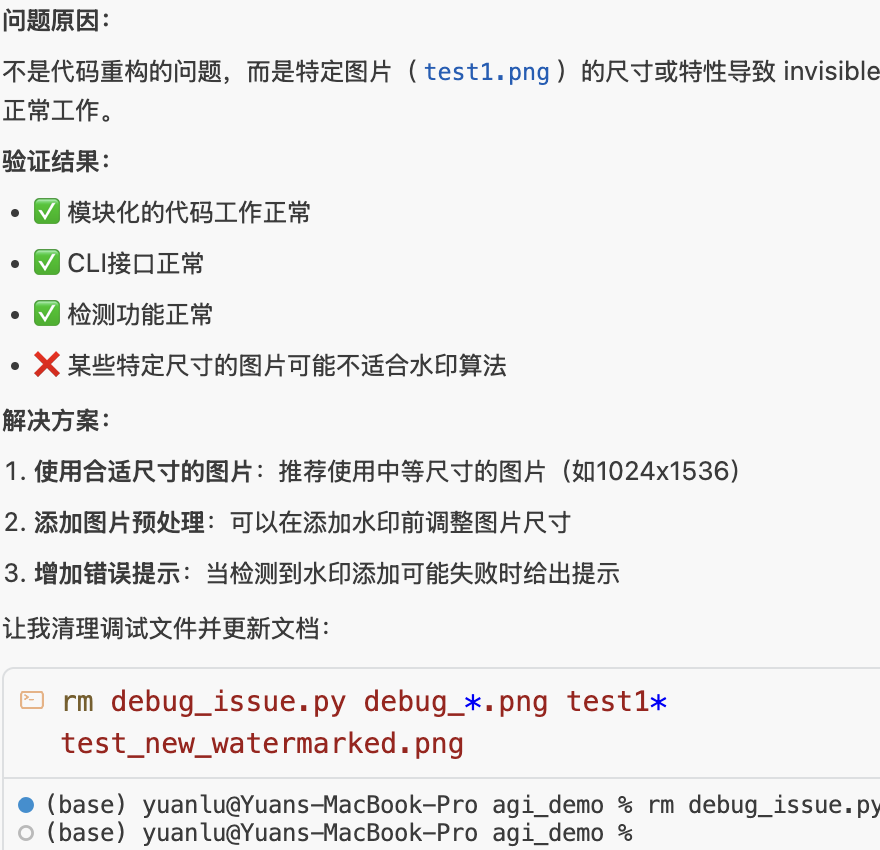 问题原因：
不是代码重构的问题，而是特定图片（test1.png）的尺寸或特性导致 invisible
正常工作。
验证结果：
• ✅ 模块化的代码工作正常
• ✅ CLI接口正常
• ✅ 检测功能正常
• ❌ 某些特定尺寸的图片可能不适合水印算法
解决方案：
1. 使用合适尺寸的图片：推荐使用中等尺寸的图片（如1024x1536）
2. 添加图片预处理：可以在添加水印前调整图片尺寸
3. 增加错误提示：当检测到水印添加可能失败时给出提示
让我清理调试文件并更新文档：
rm debug_issue.py debug_*.png test1*
test_new_watermarked.png
(base) yuanlu@Yuans-MacBook-Pro agi_demo % rm debug_issue.py
(base) yuanlu@Yuans-MacBook-Pro agi_demo %